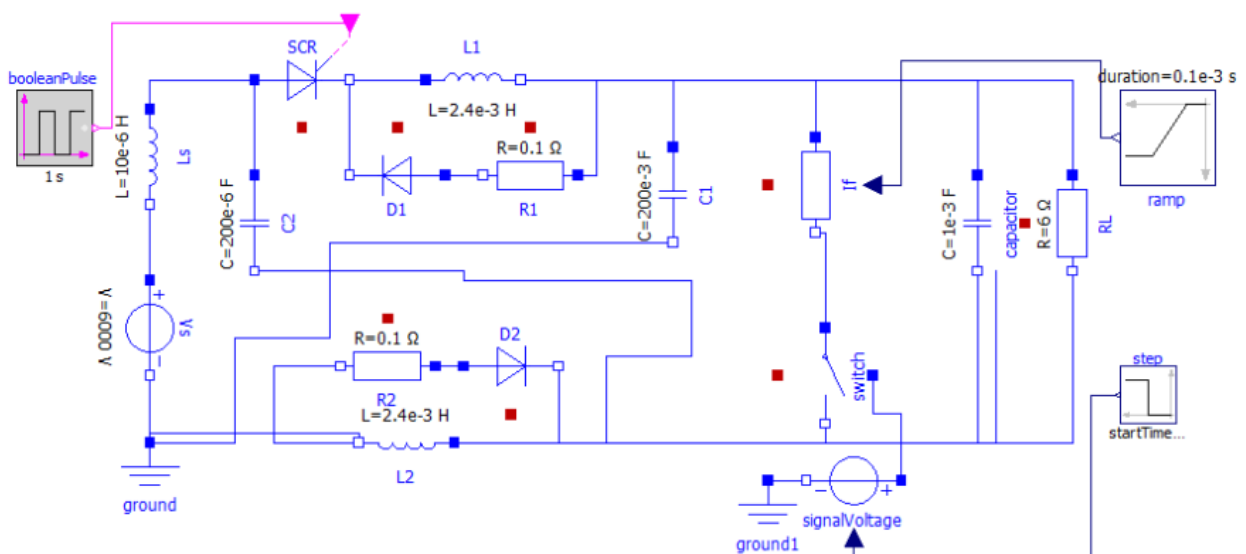 booleanPulse
1 s
L=10e-6 H
Ls
V=6000 V
Vs
+
−
ground
SCR
C=200e-6 F
C2
L1
L=2.4e-3 H
R=0.1 Ω
D1
R1
C=200e-3 F
C1
R=0.1 Ω
D2
R2
L=2.4e-3 H
L2
If
switch
C=1e-3 F
capacitor
R=6 Ω
RL
duration=0.1e-3 s
ramp
step
startTime...
−
+
signalVoltage
ground1